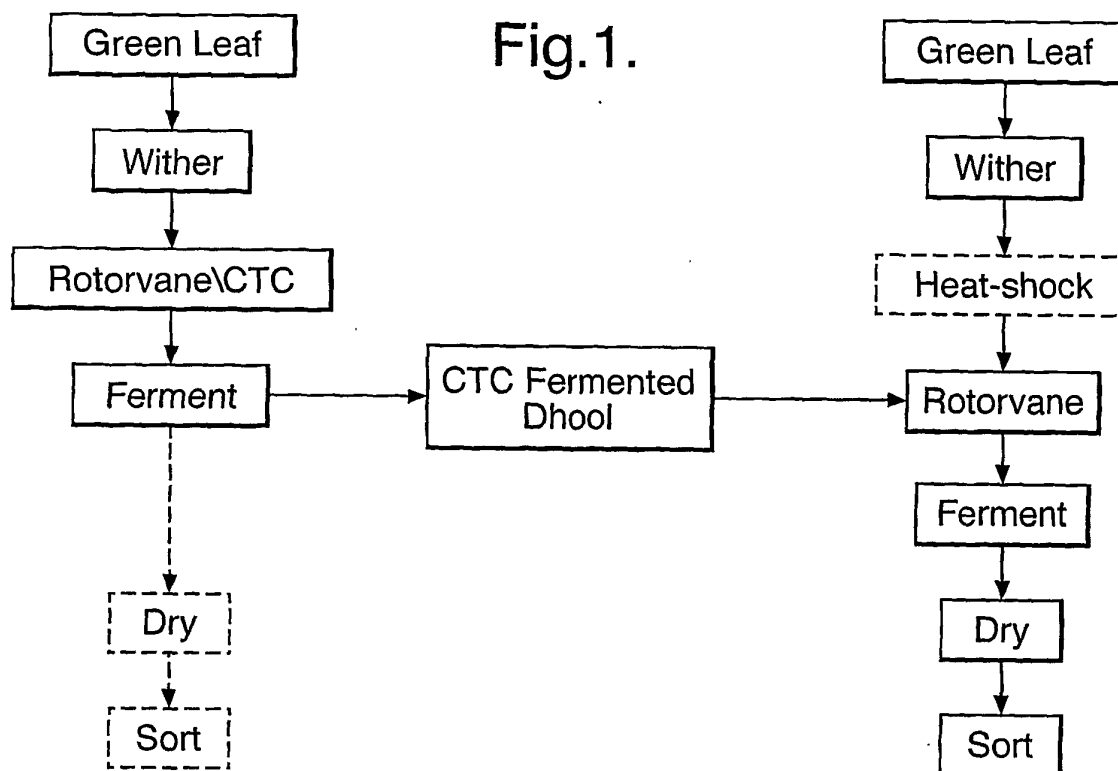 Fig.1.
Green Leaf
Wither
Rotorvane\CTC
Ferment
Dry
Sort
CTC Fermented
Dhool
Green Leaf
Wither
Heat-shock
Rotorvane
Ferment
Dry
Sort